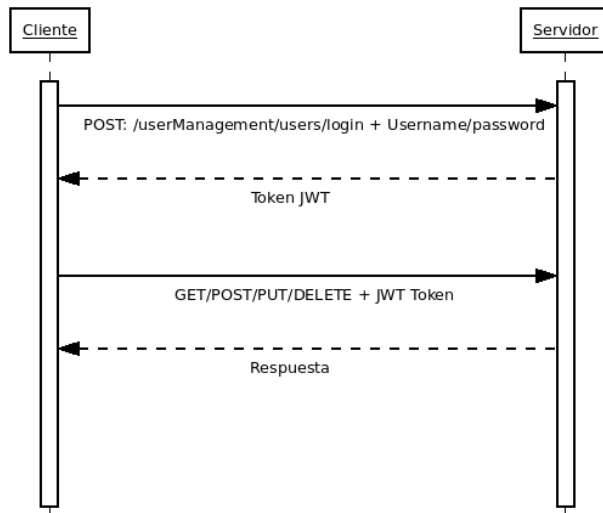 Cliente
Servidor
POST: /userManagement/users/login + Username/password
Token JWT
GET/POST/PUT/DELETE + JWT Token
Respuesta